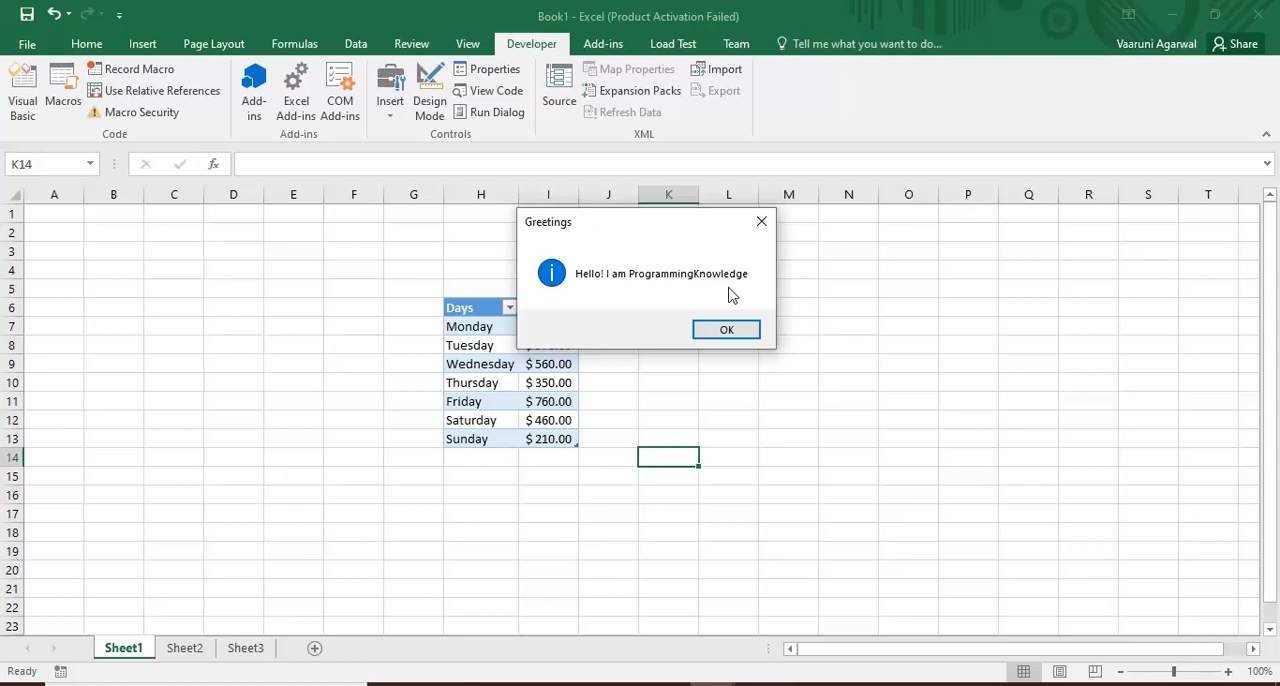 Book1 - Excel (Product Activation Failed)
File Home Insert Page Layout Formulas Data Review View Developer Add-ins Load Test Team Tell me what you want to do... Vaaruni Agarwal Share
Visual Basic
Macros
Record Macro
Use Relative References
Macro Security
Code
Add-ins
Excel Add-ins
COM Add-ins
Add-ins
Insert
Design Mode
Properties
View Code
Run Dialog
Controls
Source
Map Properties
Expansion Packs
Refresh Data
Import
Export
XML
K14 fx
A B C D E F G H I J K L M N O P Q R S T
1
2
3
4
5
6 Days
7 Monday
8 Tuesday
9 Wednesday $ 560.00
10 Thursday $ 350.00
11 Friday $ 760.00
12 Saturday $ 460.00
13 Sunday $ 210.00
14
15
16
17
18
19
20
21
22
23
Greetings
i Hello! I am ProgrammingKnowledge
OK
Sheet1 Sheet2 Sheet3
Ready 100%